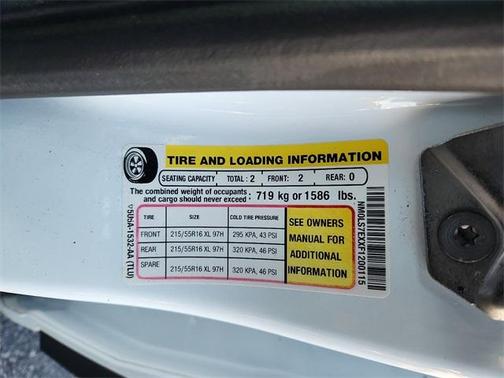 TIRE AND LOADING INFORMATION
SEATING CAPACITY TOTAL: 2 FRONT: 2 REAR: 0
The combined weight of occupants
and cargo should never exceed : 719 kg or 1586 lbs.
TIRE SIZE COLD TIRE PRESSURE
FRONT 215/55R16 XL 97H 295 KPA, 43 PSI
REAR 215/55R16 XL 97H 320 KPA, 46 PSI
SPARE 215/55R16 XL 97H 320 KPA, 46 PSI
SEE OWNERS
MANUAL FOR
ADDITIONAL
INFORMATION